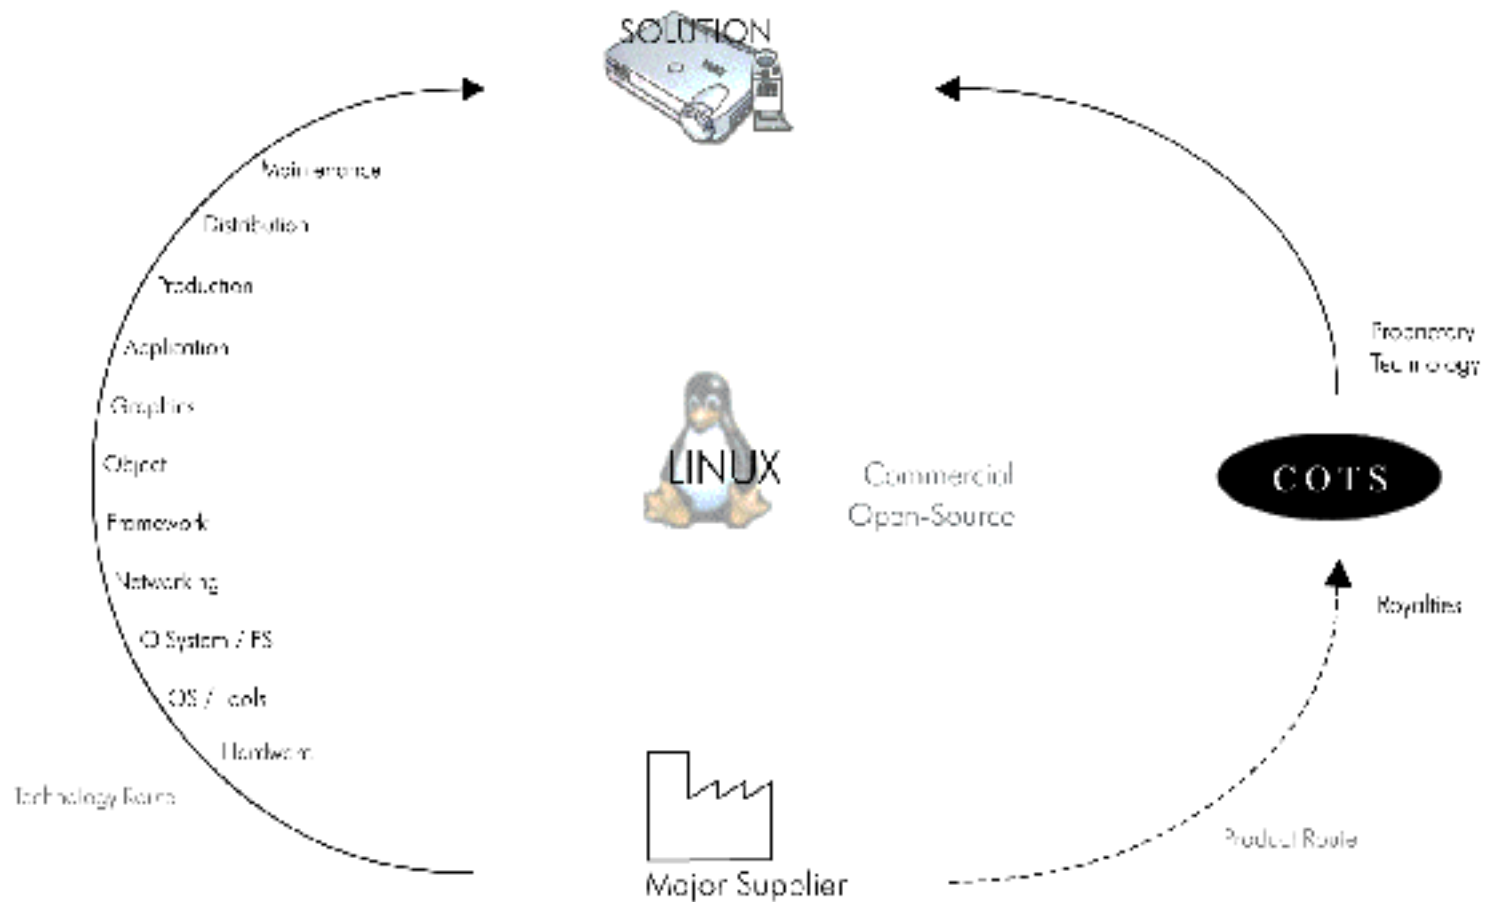 SOLUTION
Maintenance
Distribution
Production
Application
Graphics
Object
Framework
Networking
IO System / FS
OS / Tools
Hardware
Technology Route
LINUX
Commercial
Open-Source
Proprietary
Technology
COTS
Royalties
Product Route
Major Supplier